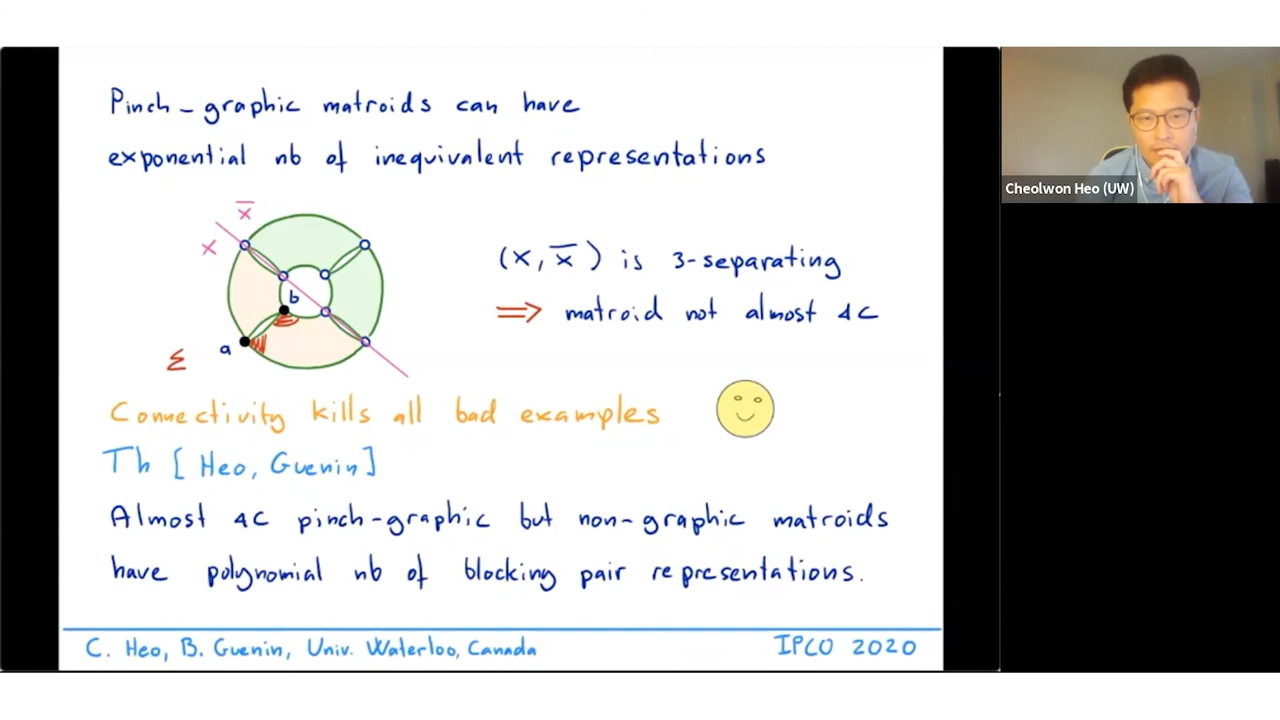 Pinch-graphic matroids can have
exponential nb of inequivalent representations
X̄
X
b
a
Σ
(X, X̄) is 3-separating
⟹ matroid not almost 4C
Connectivity kills all bad examples
Th [Heo, Guenin]
Almost 4C pinch-graphic but non-graphic matroids
have polynomial nb of blocking pair representations.
C. Heo, B. Guenin, Univ. Waterloo, Canada
IPCO 2020
Cheolwon Heo (UW)